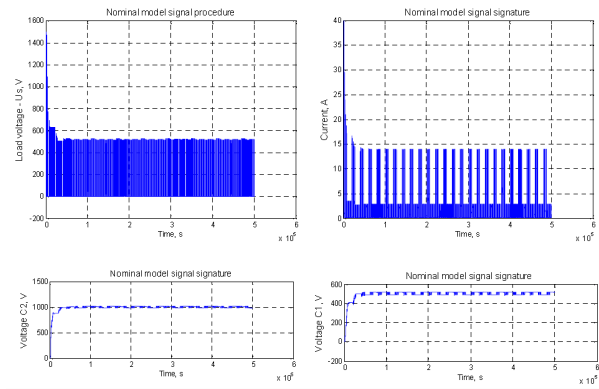 Nominal model signal procedure
Load voltage - Us, V
1600
1400
1200
1000
800
600
400
200
0
-200
0 1 2 3 4 5 6
Time, s
Nominal model signal signature
Current, A
40
35
30
25
20
15
10
5
0
0 1 2 3 4 5 6
Time, s
Nominal model signal signature
Voltage C2, V
1500
1000
500
0
0 1 2 3 4 5 6
Time, s
Nominal model signal signature
Voltage C1, V
600
400
200
0
-200
0 1 2 3 4 5 6
Time, s